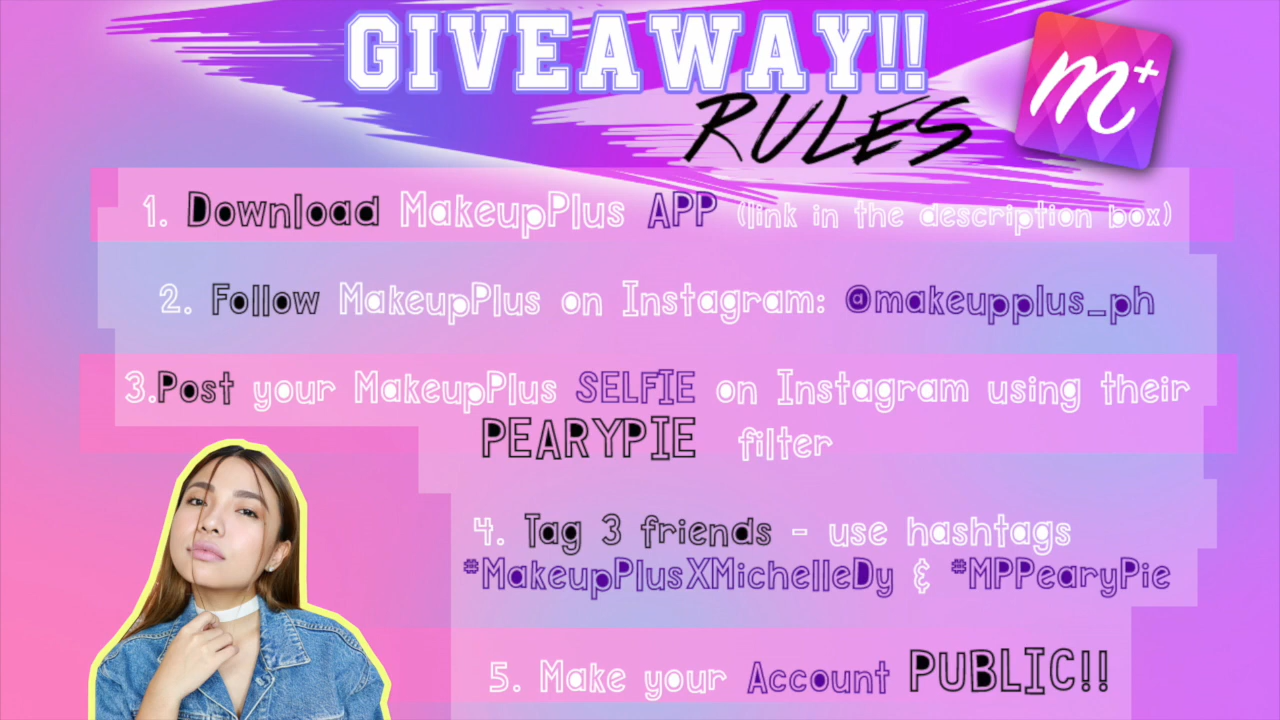 GIVEAWAY!!
RULES
m+
1. Download MakeupPlus APP (link in the description box)
2. Follow MakeupPlus on Instagram: @makeupplus_ph
3.Post your MakeupPlus SELFIE on Instagram using their
PEARYPIE filter
4. Tag 3 friends - use hashtags
#MakeupPlusXMichelleDy & #MPPearyPie
5. Make your Account PUBLIC!!